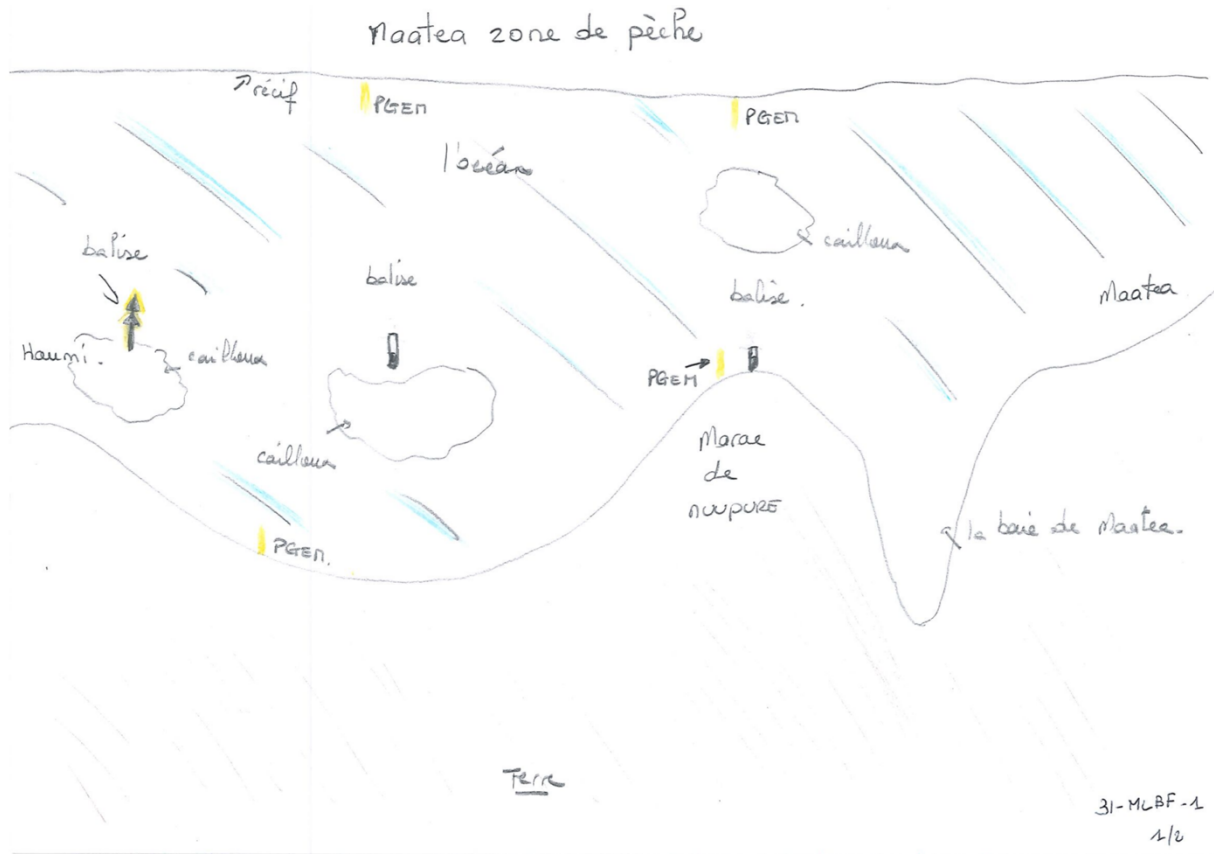 Maatea zone de pêche
récif
PGEM
PGEM
l'océan
cailloux
balise
balise
balise.
Maatea
Haumi.
cailloux
PGEM
cailloux
Marae
de
NUUPURE
la baie de Maatea.
PGEM.
Terre
31-MLBF-1
1/2